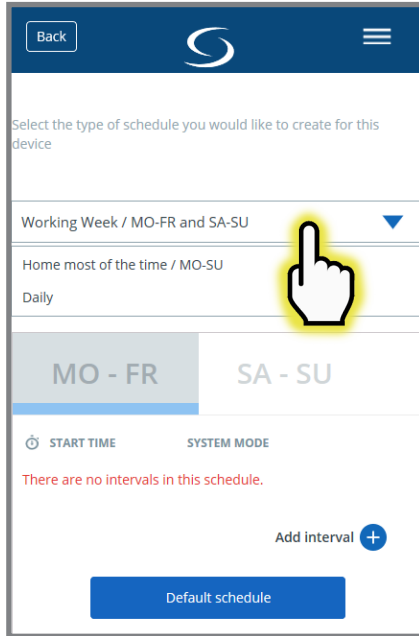 Back
Select the type of schedule you would like to create for this
device
Working Week / MO-FR and SA-SU
Home most of the time / MO-SU
Daily
MO - FR
SA - SU
START TIME
SYSTEM MODE
There are no intervals in this schedule.
Add interval
Default schedule